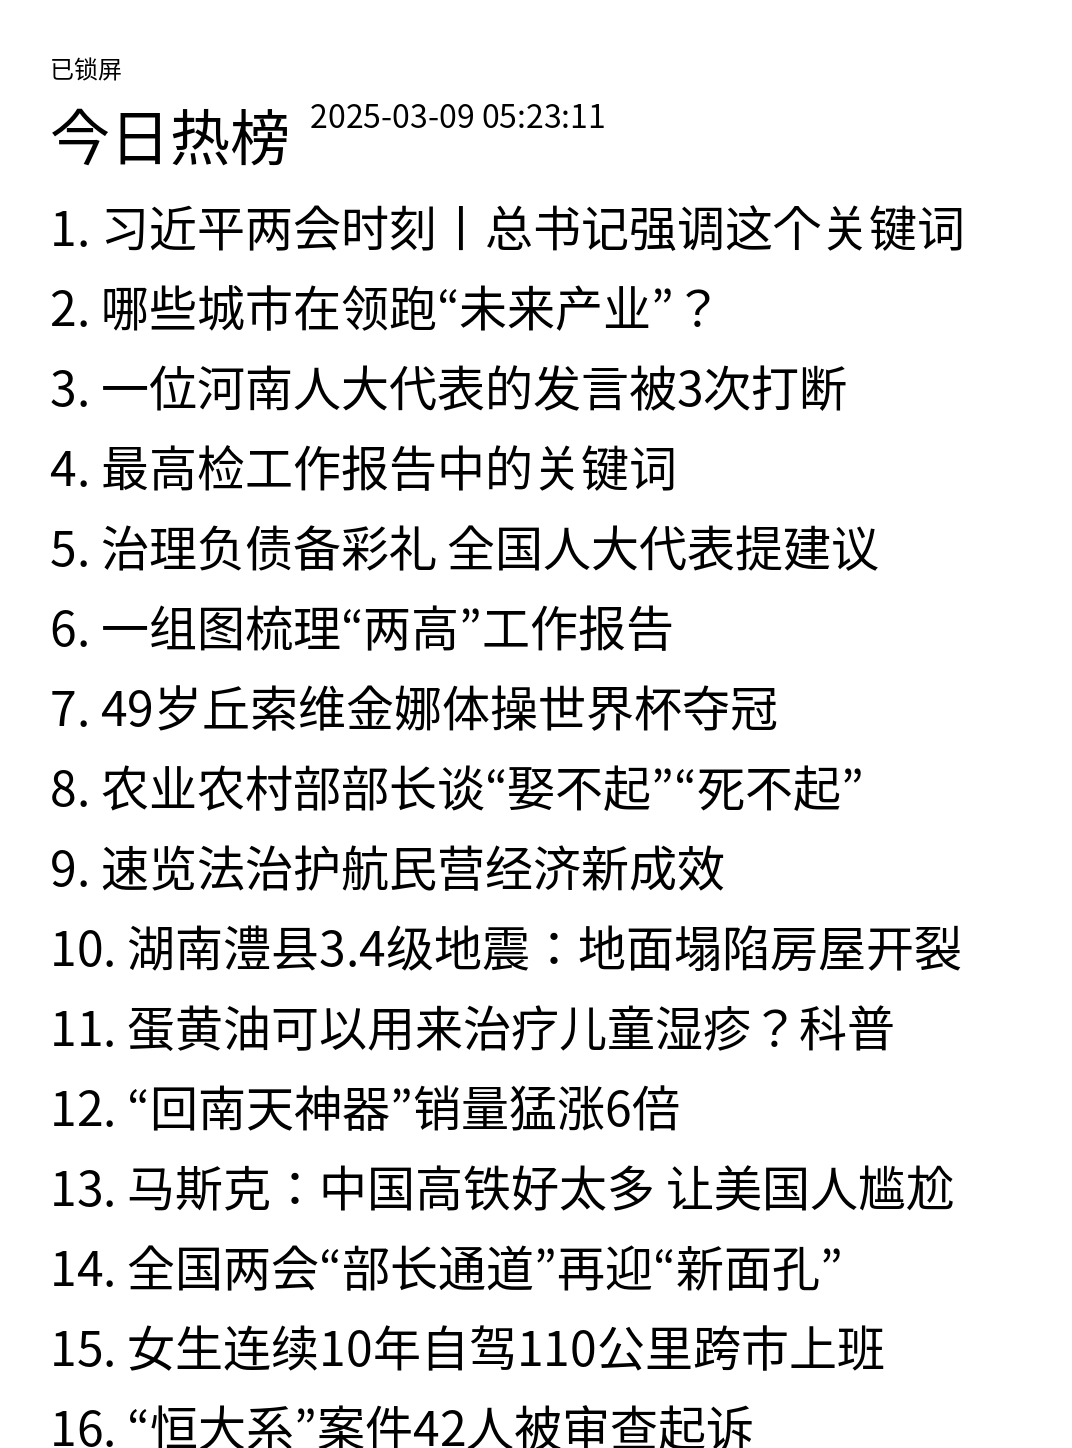 已锁屏
今日热榜 2025-03-09 05:23:11
1. 习近平两会时刻丨总书记强调这个关键词
2. 哪些城市在领跑“未来产业”？
3. 一位河南人大代表的发言被3次打断
4. 最高检工作报告中的关键词
5. 治理负债备彩礼 全国人大代表提建议
6. 一组图梳理“两高”工作报告
7. 49岁丘索维金娜体操世界杯夺冠
8. 农业农村部部长谈“娶不起”“死不起”
9. 速览法治护航民营经济新成效
10. 湖南澧县3.4级地震：地面塌陷房屋开裂
11. 蛋黄油可以用来治疗儿童湿疹？科普
12. “回南天神器”销量猛涨6倍
13. 马斯克：中国高铁好太多 让美国人尴尬
14. 全国两会“部长通道”再迎“新面孔”
15. 女生连续10年自驾110公里跨市上班
16. “恒大系”案件42人被审查起诉